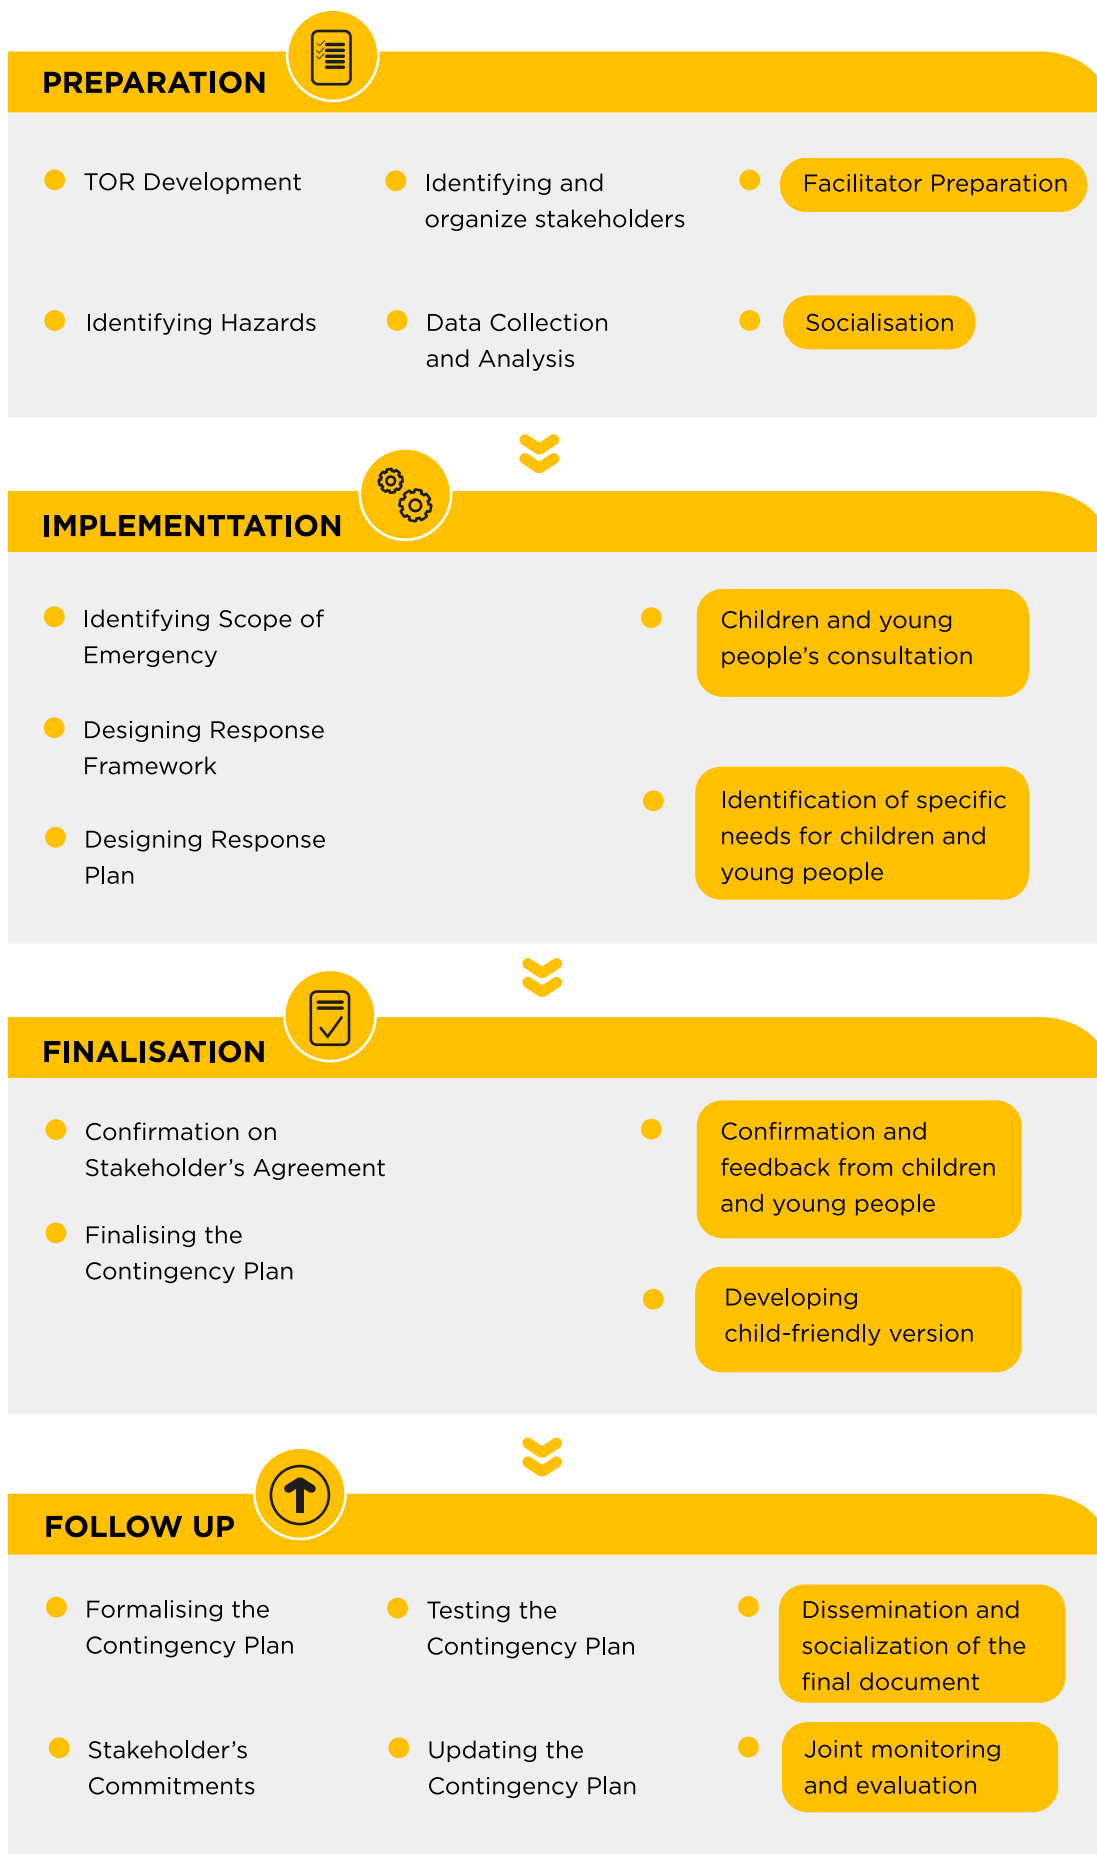 PREPARATION
TOR Development
Identifying and
organize stakeholders
Facilitator Preparation
Identifying Hazards
Data Collection
and Analysis
Socialisation
IMPLEMENTTATION
Identifying Scope of
Emergency
Designing Response
Framework
Designing Response
Plan
Children and young
people’s consultation
Identification of specific
needs for children and
young people
FINALISATION
Confirmation on
Stakeholder’s Agreement
Finalising the
Contingency Plan
Confirmation and
feedback from children
and young people
Developing
child-friendly version
FOLLOW UP
Formalising the
Contingency Plan
Testing the
Contingency Plan
Dissemination and
socialization of the
final document
Stakeholder’s
Commitments
Updating the
Contingency Plan
Joint monitoring
and evaluation